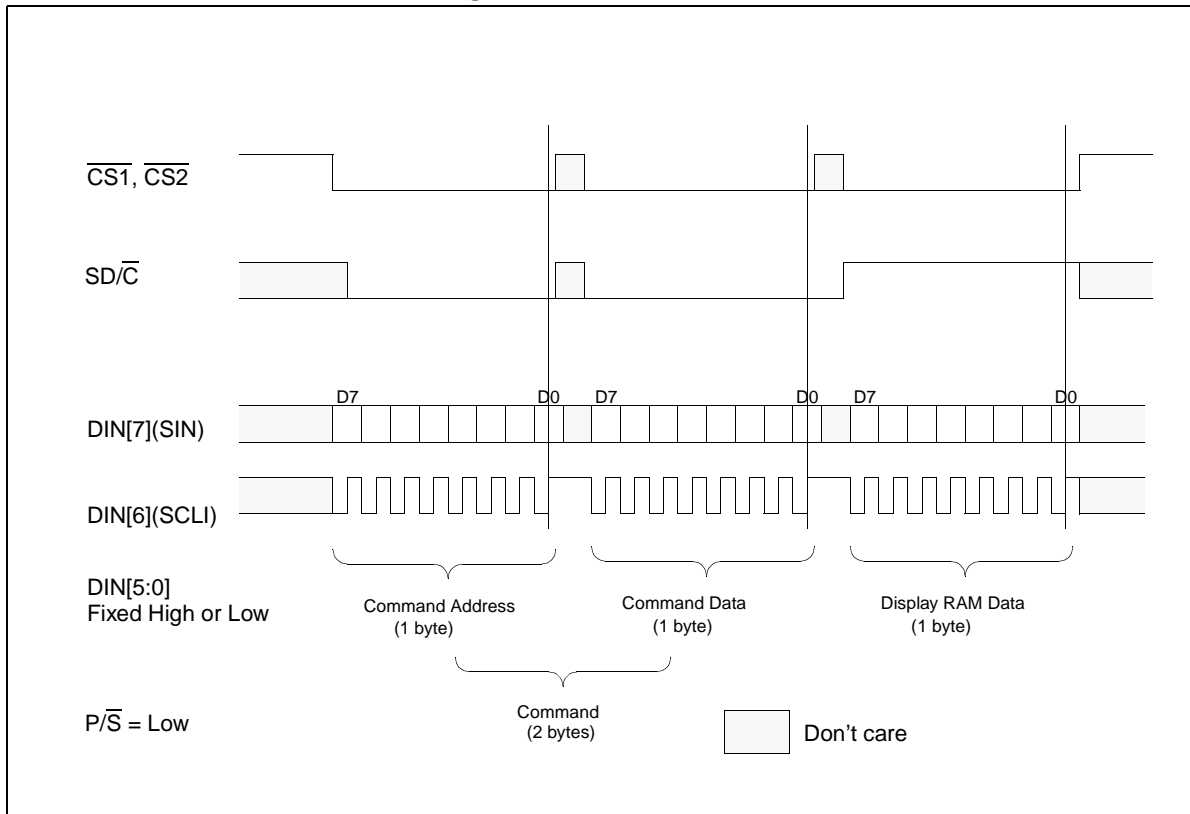 C̅S̅1̅, C̅S̅2̅
SD/C̅
D7 D0 D7 D0 D7 D0
DIN[7](SIN)
DIN[6](SCLI)
DIN[5:0]
Fixed High or Low
Command Address
(1 byte)
Command Data
(1 byte)
Display RAM Data
(1 byte)
P/S̅ = Low
Command
(2 bytes)
Don't care